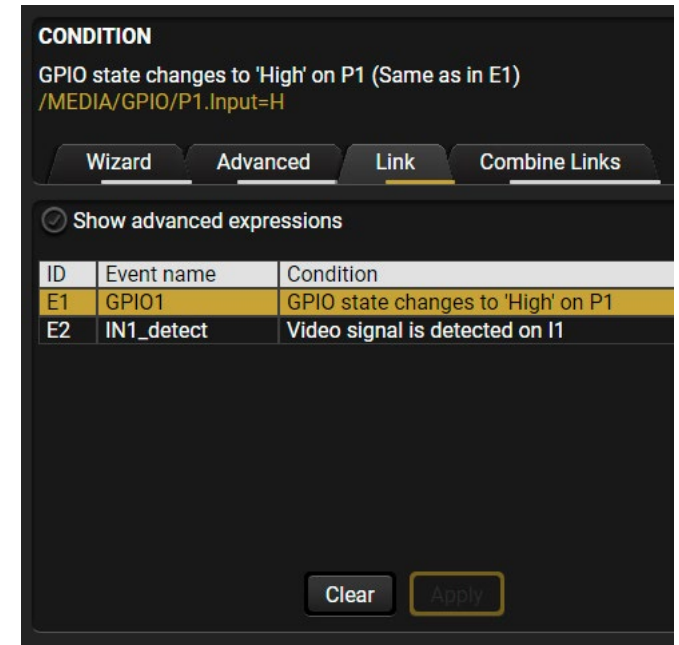 CONDITION
GPIO state changes to 'High' on P1 (Same as in E1)
/MEDIA/GPIO/P1.Input=H
Wizard Advanced Link Combine Links
Show advanced expressions
ID Event name Condition
E1 GPIO1 GPIO state changes to 'High' on P1
E2 IN1_detect Video signal is detected on I1
Clear Apply